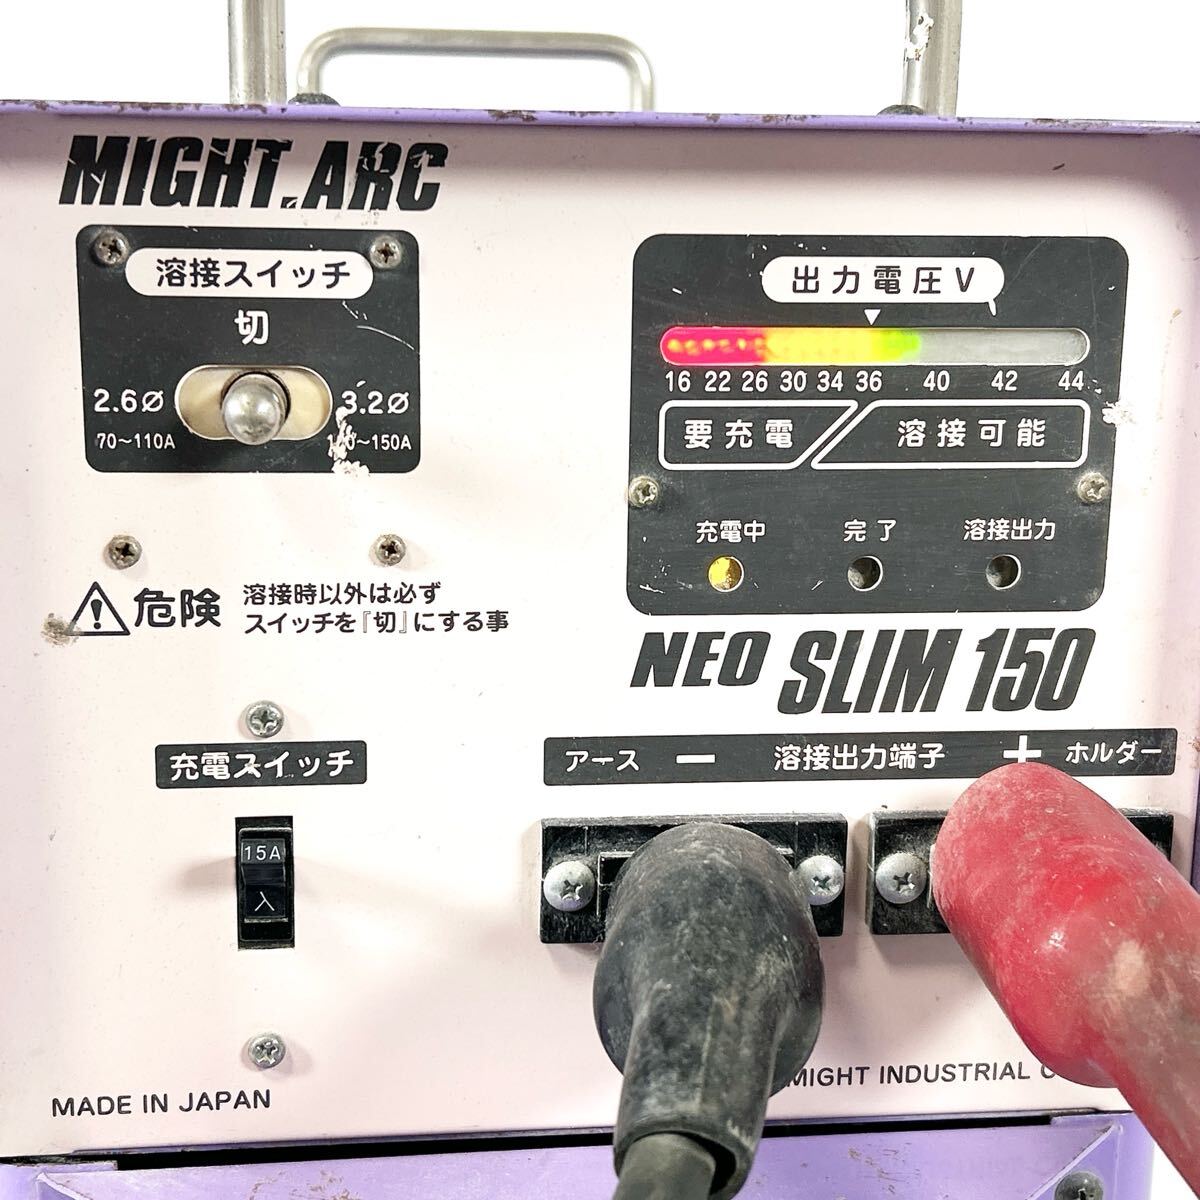 MIGHT.ARC
溶接スイッチ
切
2.6∅ 3.2∅
70〜110A 〜150A
出力電圧V
16 22 26 30 34 36 40 42 44
要充電 溶接可能
充電中 完了 溶接出力
危険
溶接時以外は必ず
スイッチを『切』にする事
NEO SLIM 150
充電スイッチ
15A
入
アース − 溶接出力端子 + ホルダー
MIGHT INDUSTRIAL
MADE IN JAPAN